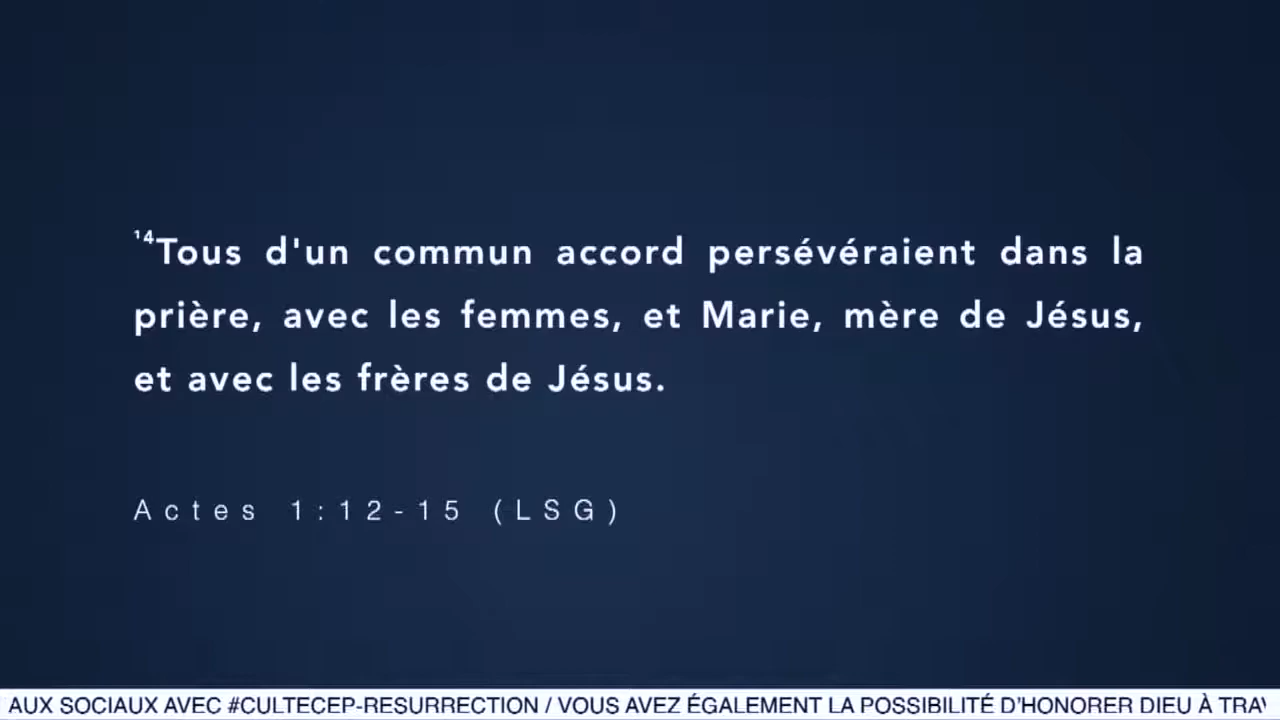 ¹⁴Tous d'un commun accord persévéraient dans la
prière, avec les femmes, et Marie, mère de Jésus,
et avec les frères de Jésus.
Actes 1:12-15 (LSG)
AUX SOCIAUX AVEC #CULTECEP-RESURRECTION / VOUS AVEZ ÉGALEMENT LA POSSIBILITÉ D'HONORER DIEU À